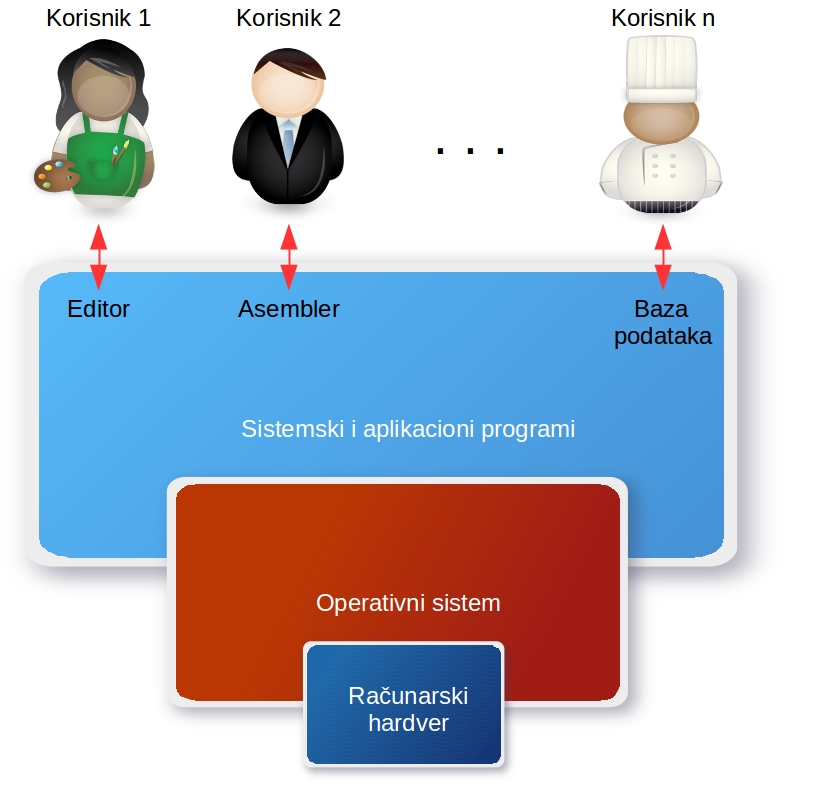 Korisnik 1
Korisnik 2
Korisnik n
. . .
Editor
Asembler
Baza
podataka
Sistemski i aplikacioni programi
Operativni sistem
Računarski
hardver